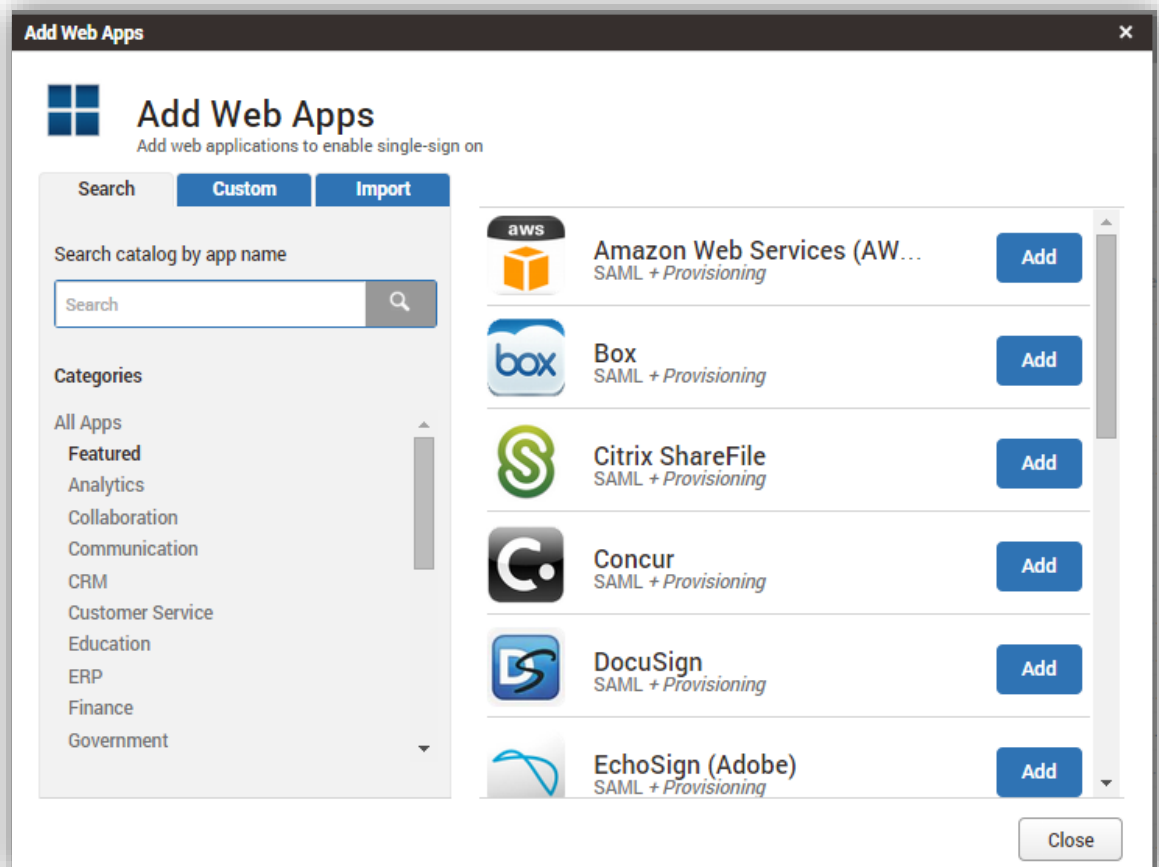 Add Web Apps
×
Add Web Apps
Add web applications to enable single-sign on
Search
Custom
Import
Search catalog by app name
Search
Categories
All Apps
Featured
Analytics
Collaboration
Communication
CRM
Customer Service
Education
ERP
Finance
Government
aws
Amazon Web Services (AW...
SAML + Provisioning
Add
box
Box
SAML + Provisioning
Add
Citrix ShareFile
SAML + Provisioning
Add
C.
Concur
SAML + Provisioning
Add
DS
DocuSign
SAML + Provisioning
Add
EchoSign (Adobe)
SAML + Provisioning
Add
Close